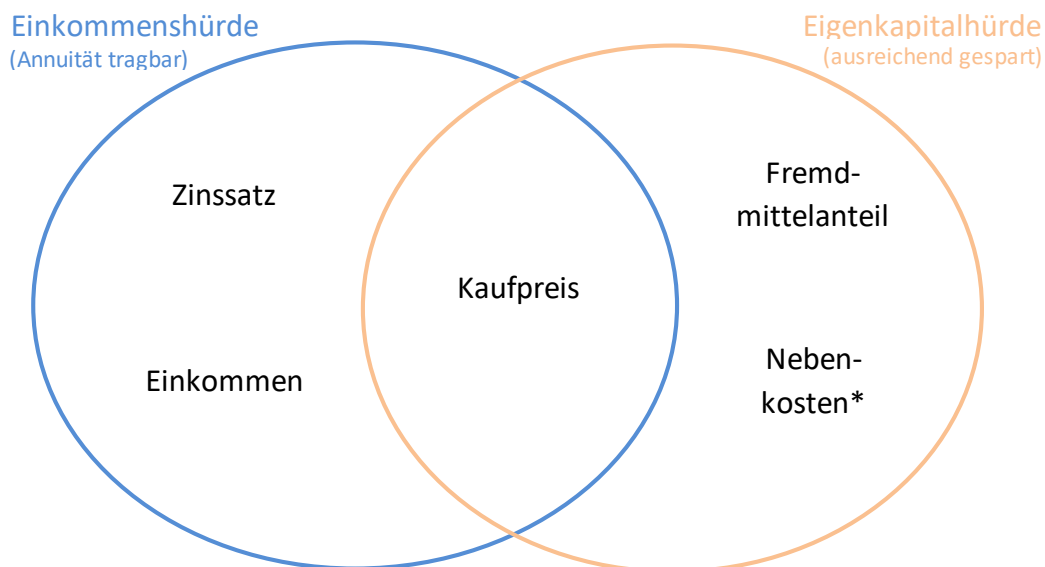 Einkommenshürde
(Annuität tragbar)
Eigenkapitalhürde
(ausreichend gespart)
Zinssatz
Einkommen
Kaufpreis
Fremd-
mittelanteil
Neben-
kosten*